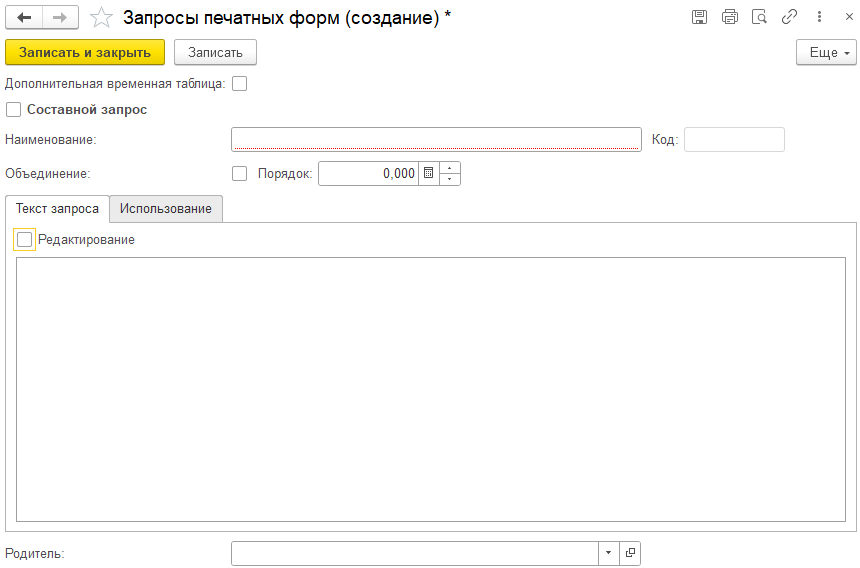 Запросы печатных форм (создание) *
Записать и закрыть Записать Еще
Дополнительная временная таблица:
Составной запрос
Наименование: Код:
Объединение: Порядок: 0,000
Текст запроса Использование
Редактирование
Родитель: